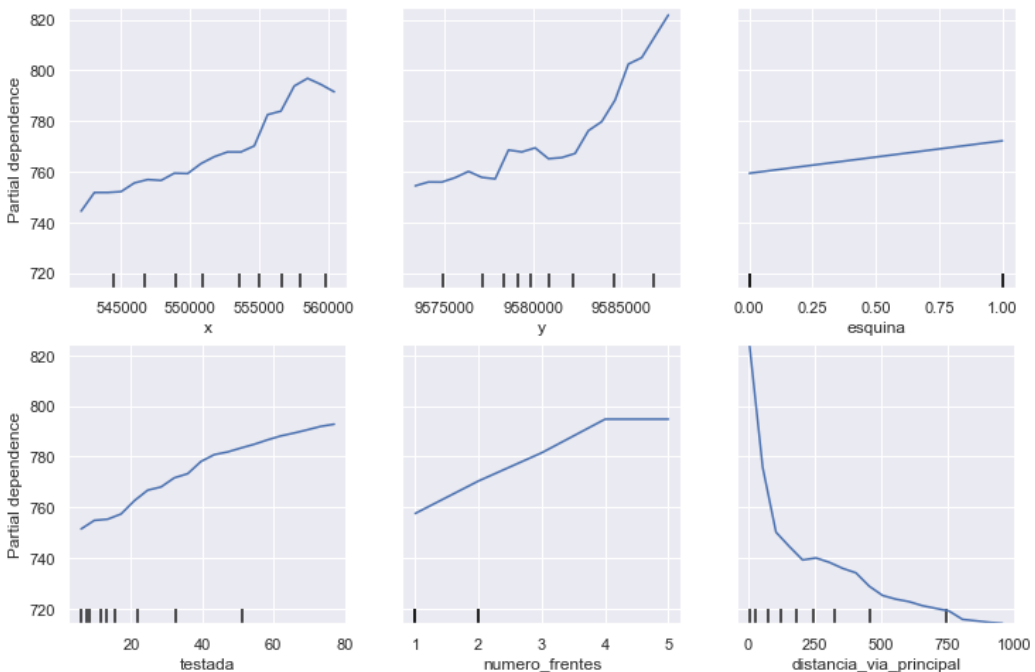 820
800
780
760
740
720
Partial dependence
545000 550000 555000 560000
x
9575000 9580000 9585000
y
0.00 0.25 0.50 0.75 1.00
esquina
820
800
780
760
740
720
Partial dependence
20 40 60 80
testada
1 2 3 4 5
numero_frentes
0 250 500 750 1000
distancia_via_principal